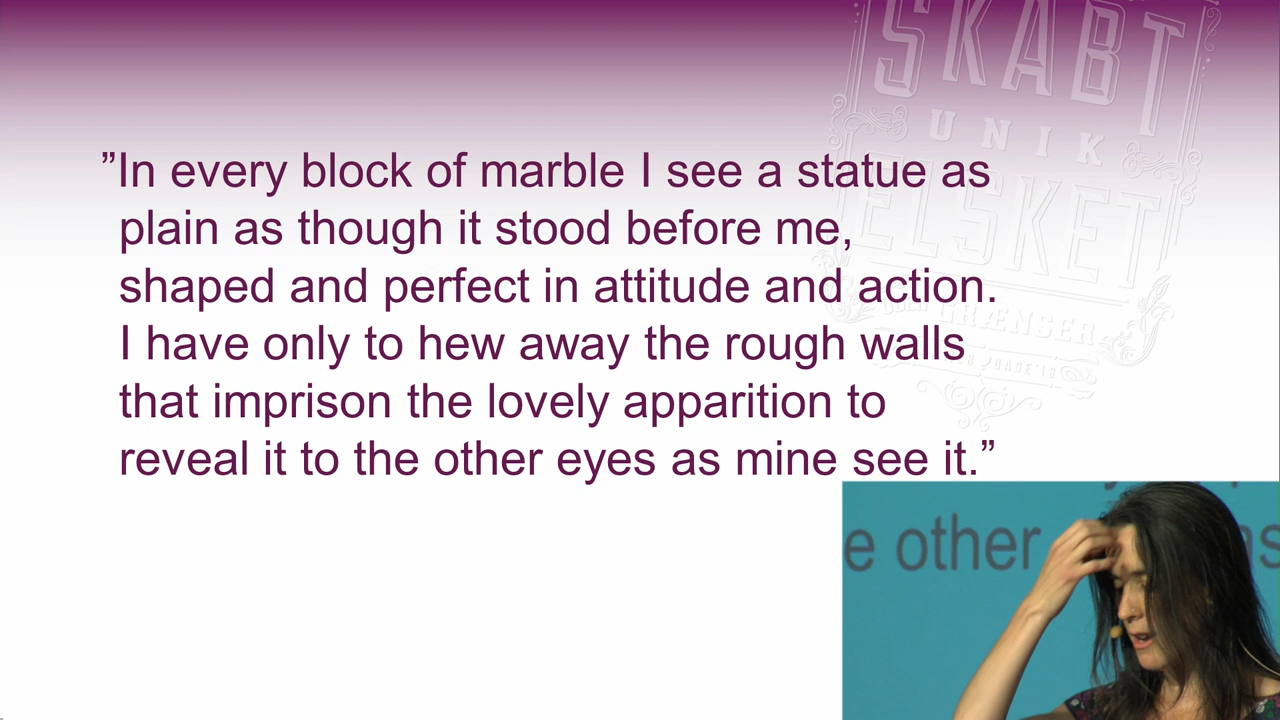 SKABT
UNIK
ELSKET
GRÆNSER
”In every block of marble I see a statue as
plain as though it stood before me,
shaped and perfect in attitude and action.
I have only to hew away the rough walls
that imprison the lovely apparition to
reveal it to the other eyes as mine see it.”
e other as